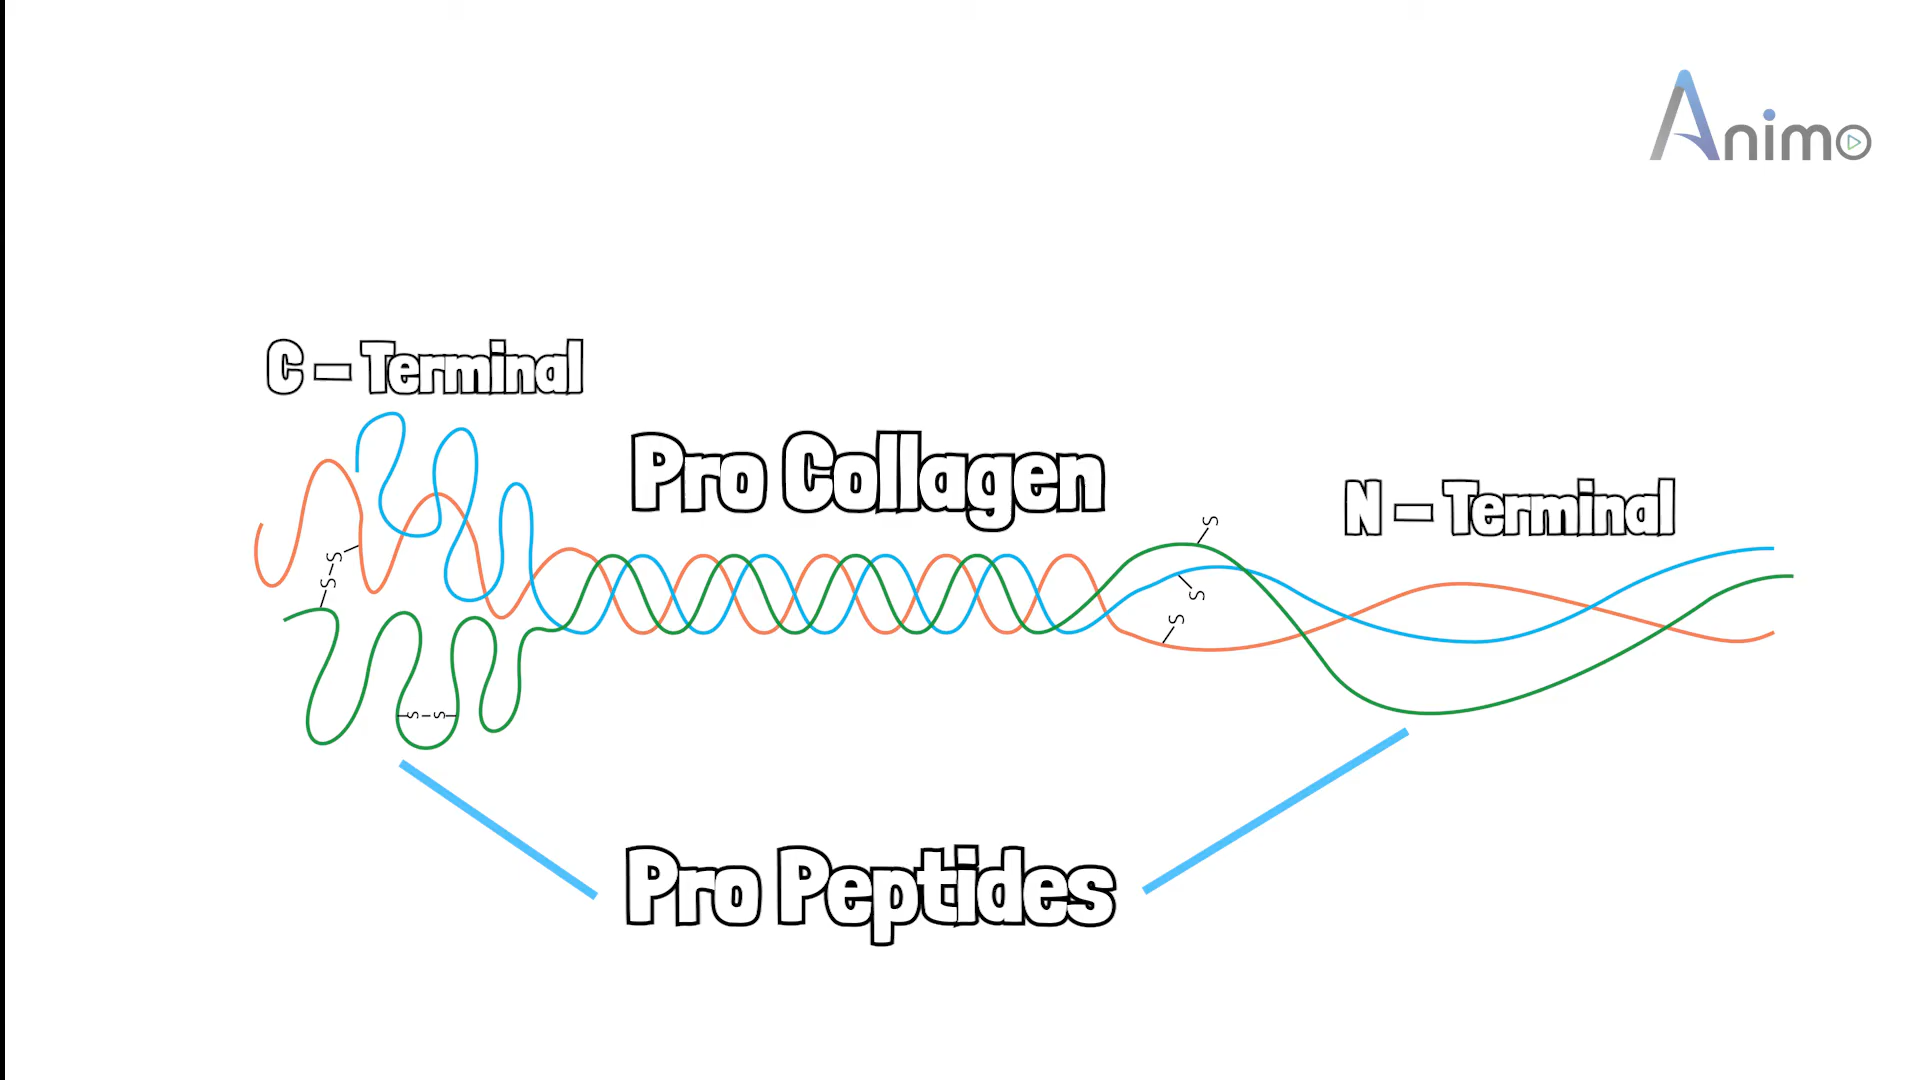 Animo
C – Terminal
Pro Collagen
N – Terminal
S
S
S
S–S
S–S
Pro Peptides